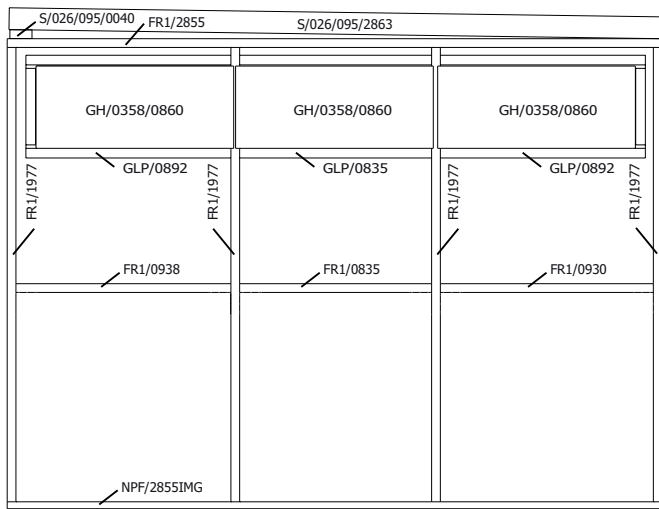 S/026/095/0040
FR1/2855
S/026/095/2863
GH/0358/0860
GH/0358/0860
GH/0358/0860
GLP/0892
GLP/0835
GLP/0892
FR1/1977
FR1/1977
FR1/1977
FR1/1977
FR1/0938
FR1/0835
FR1/0930
NPF/2855IMG